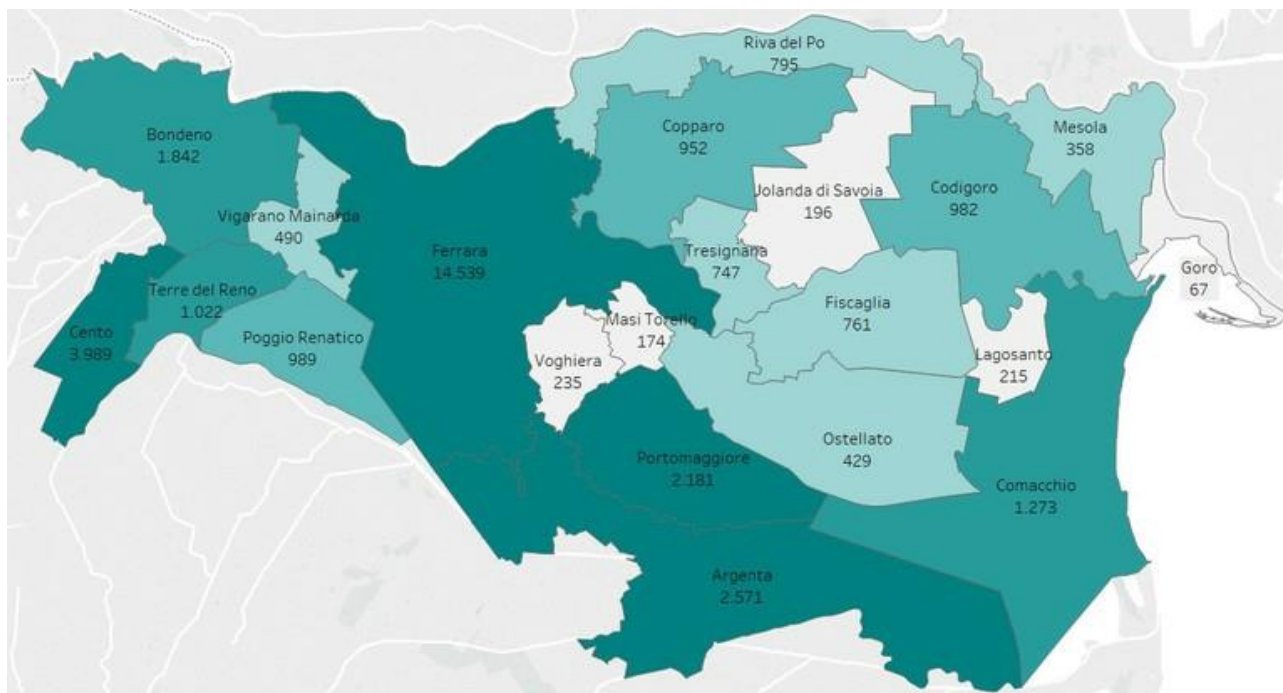 Riva del Po
795
Bondeno
1.842
Copparo
952
Mesola
358
Jolanda di Savoia
196
Codigoro
982
Vigarano Mainarda
490
Ferrara
14.539
Tresignana
747
Goro
67
Terre del Reno
1.022
Fiscaglia
761
Cento
3.989
Poggio Renatico
989
Masi Torello
174
Voghiera
235
Lagosanto
215
Ostellato
429
Portomaggiore
2.181
Comacchio
1.273
Argenta
2.571